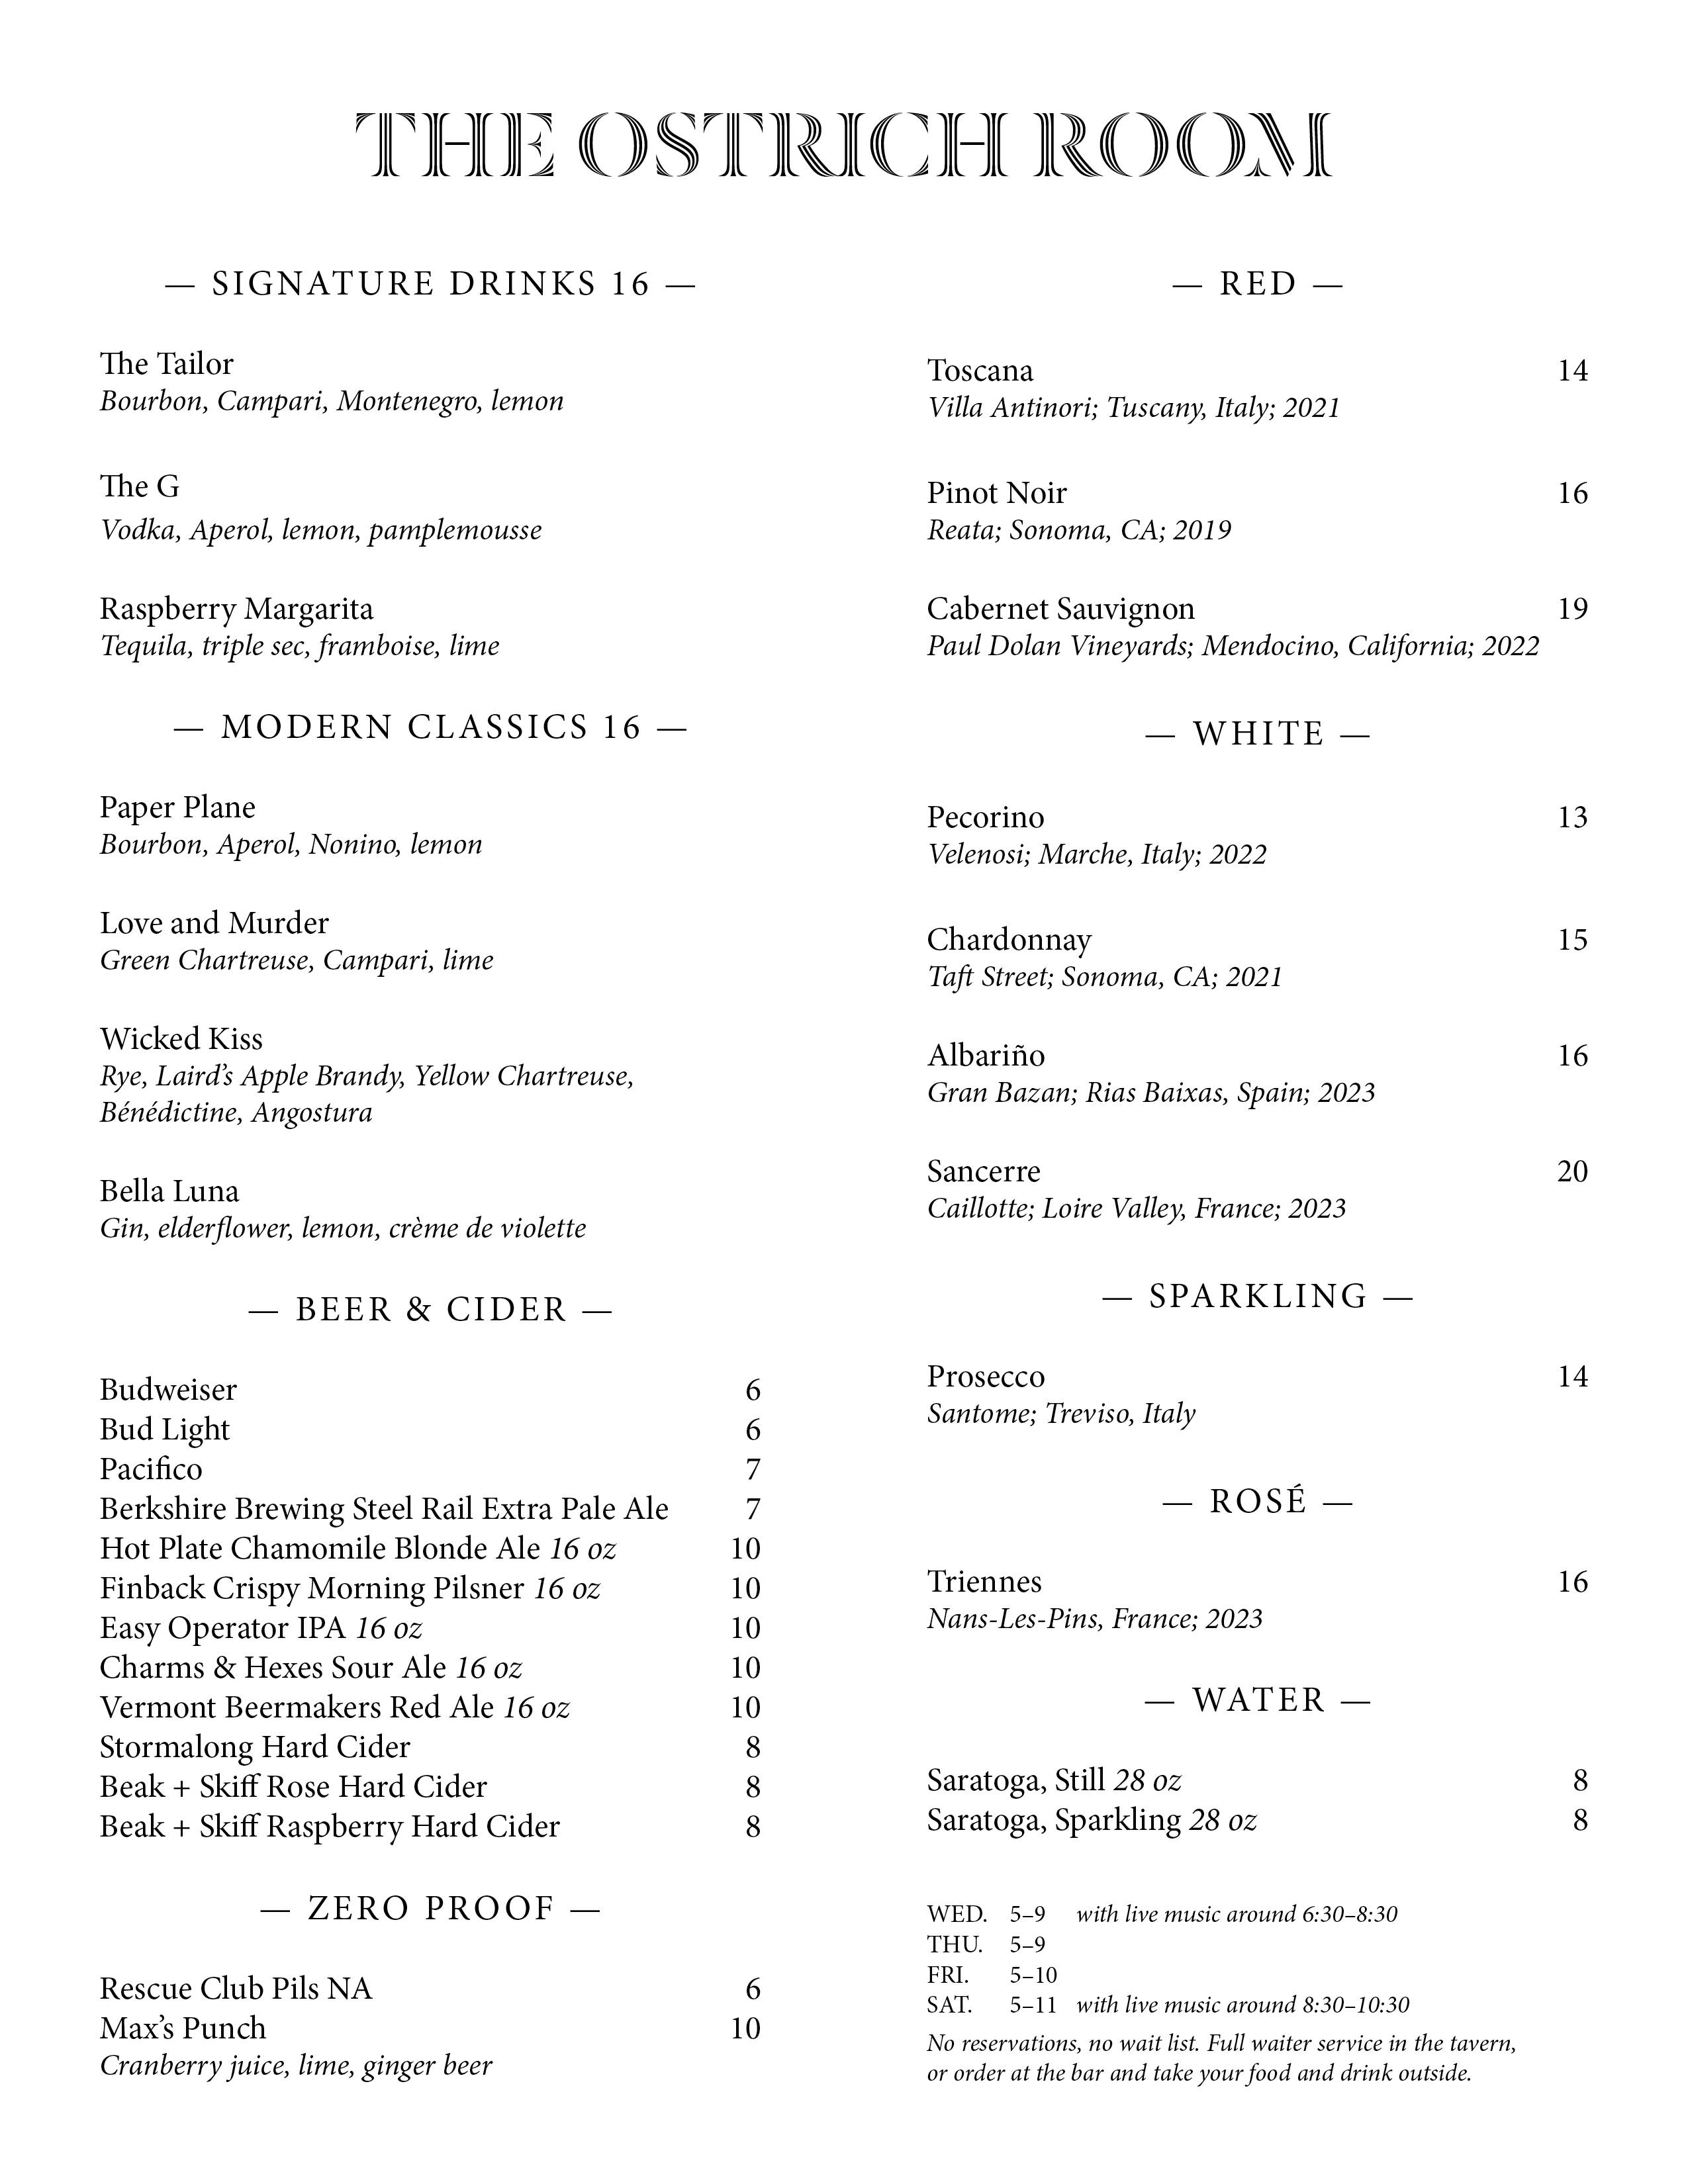 THE OSTRICH ROOM
— SIGNATURE DRINKS 16 —
The Tailor
Bourbon, Campari, Montenegro, lemon
The G
Vodka, Aperol, lemon, pamplemousse
Raspberry Margarita
Tequila, triple sec, framboise, lime
— MODERN CLASSICS 16 —
Paper Plane
Bourbon, Aperol, Nonino, lemon
Love and Murder
Green Chartreuse, Campari, lime
Wicked Kiss
Rye, Laird’s Apple Brandy, Yellow Chartreuse,
Bénédictine, Angostura
Bella Luna
Gin, elderflower, lemon, crème de violette
— BEER & CIDER —
Budweiser 6
Bud Light 6
Pacifico 7
Berkshire Brewing Steel Rail Extra Pale Ale 7
Hot Plate Chamomile Blonde Ale 16 oz 10
Finback Crispy Morning Pilsner 16 oz 10
Easy Operator IPA 16 oz 10
Charms & Hexes Sour Ale 16 oz 10
Vermont Beermakers Red Ale 16 oz 10
Stormalong Hard Cider 8
Beak + Skiff Rose Hard Cider 8
Beak + Skiff Raspberry Hard Cider 8
— ZERO PROOF —
Rescue Club Pils NA 6
Max’s Punch 10
Cranberry juice, lime, ginger beer
— RED —
Toscana 14
Villa Antinori; Tuscany, Italy; 2021
Pinot Noir 16
Reata; Sonoma, CA; 2019
Cabernet Sauvignon 19
Paul Dolan Vineyards; Mendocino, California; 2022
— WHITE —
Pecorino 13
Velenosi; Marche, Italy; 2022
Chardonnay 15
Taft Street; Sonoma, CA; 2021
Albariño 16
Gran Bazan; Rias Baixas, Spain; 2023
Sancerre 20
Caillotte; Loire Valley, France; 2023
— SPARKLING —
Prosecco 14
Santome; Treviso, Italy
— ROSÉ —
Triennes 16
Nans-Les-Pins, France; 2023
— WATER —
Saratoga, Still 28 oz 8
Saratoga, Sparkling 28 oz 8
WED. 5–9 with live music around 6:30–8:30
THU. 5–9
FRI. 5–10
SAT. 5–11 with live music around 8:30–10:30
No reservations, no wait list. Full waiter service in the tavern,
or order at the bar and take your food and drink outside.